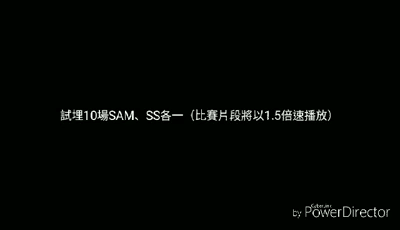 試埋10場SAM、SS各一（比賽片段將以1.5倍速播放）
CyberLink
by PowerDirector